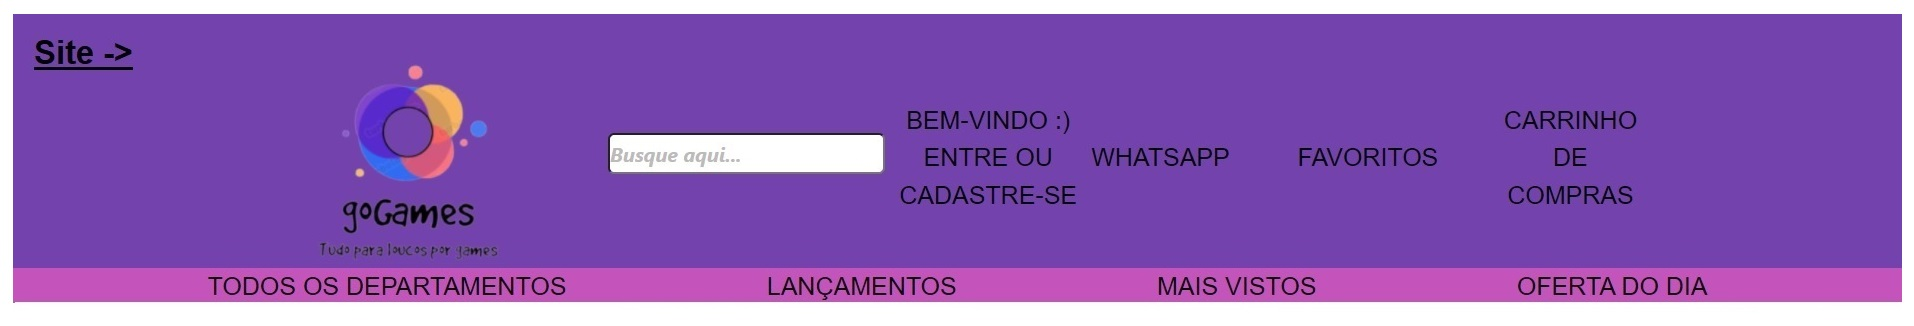 Site ->
goGames
Tudo para loucos por games
Busque aqui...
BEM-VINDO :)
ENTRE OU
CADASTRE-SE
WHATSAPP
FAVORITOS
CARRINHO
DE
COMPRAS
TODOS OS DEPARTAMENTOS
LANÇAMENTOS
MAIS VISTOS
OFERTA DO DIA